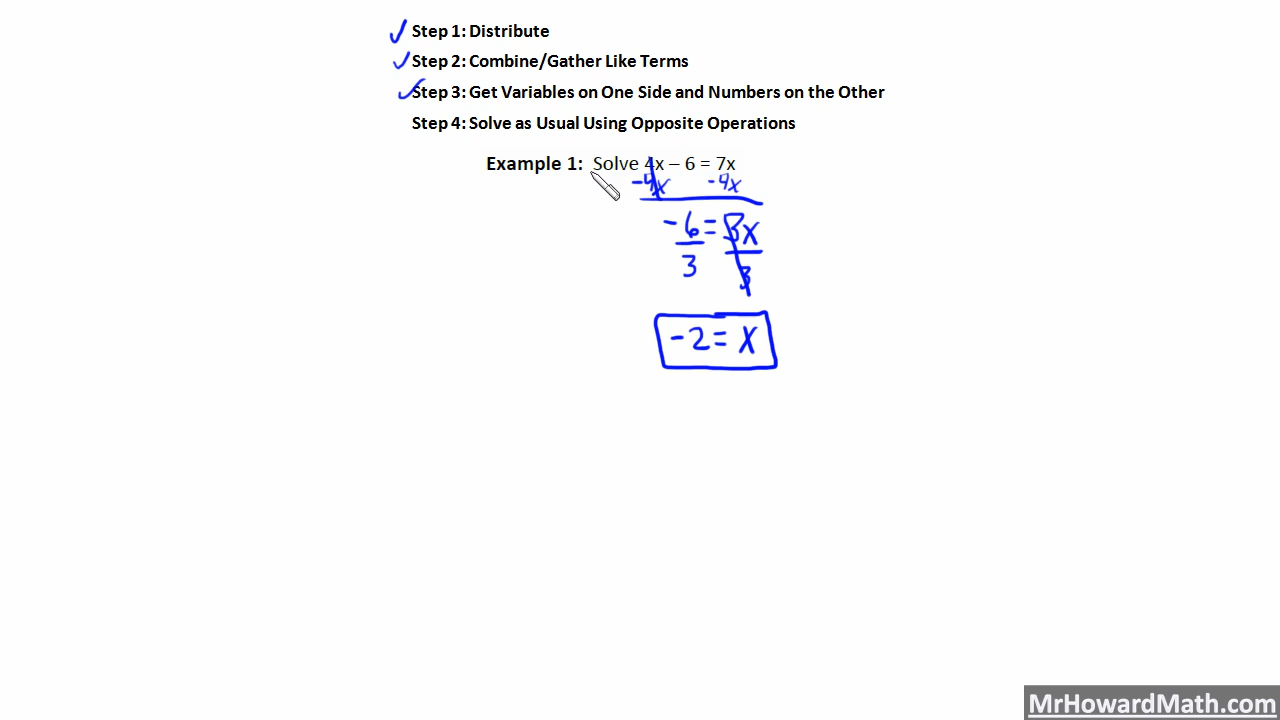 Step 1: Distribute
Step 2: Combine/Gather Like Terms
Step 3: Get Variables on One Side and Numbers on the Other
Step 4: Solve as Usual Using Opposite Operations
Example 1: Solve 4x – 6 = 7x
-4x -4x
-6 = 3x
3 3
-2 = x
MrHowardMath.com